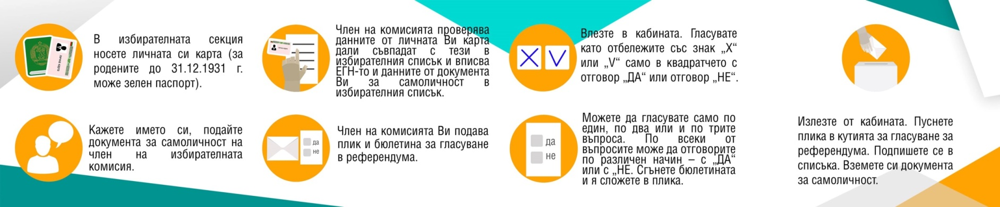 В избирателната секция
носете личната си карта (за
родените до 31.12.1931 г.
може зелен паспорт).
Кажете името си, подайте
документа за самоличност на
член на избирателната
комисия.
Член на комисията проверява
данните от личната Ви карта
дали съвпадат с тези в
избирателния списък и вписва
ЕГН-то и данните от документа
Ви за самоличност в
избирателния списък.
Член на комисията Ви подава
плик и бюлетина за гласуване
в референдума.
да
не
Влезте в кабината. Гласувате
като отбележите със знак „X“
или „V“ само в квадратчето с
отговор „ДА“ или отговор „НЕ“.
X V
Можете да гласувате само по
един, по два или и по трите
въпроса. По всеки от
въпросите може да отговорите
по различен начин – с „ДА“
или с „НЕ. Сгънете бюлетината
и я сложете в плика.
да
не
Излезте от кабината. Пуснете
плика в кутията за гласуване за
референдума. Подпишете се в
списъка. Вземете си документа
за самоличност.